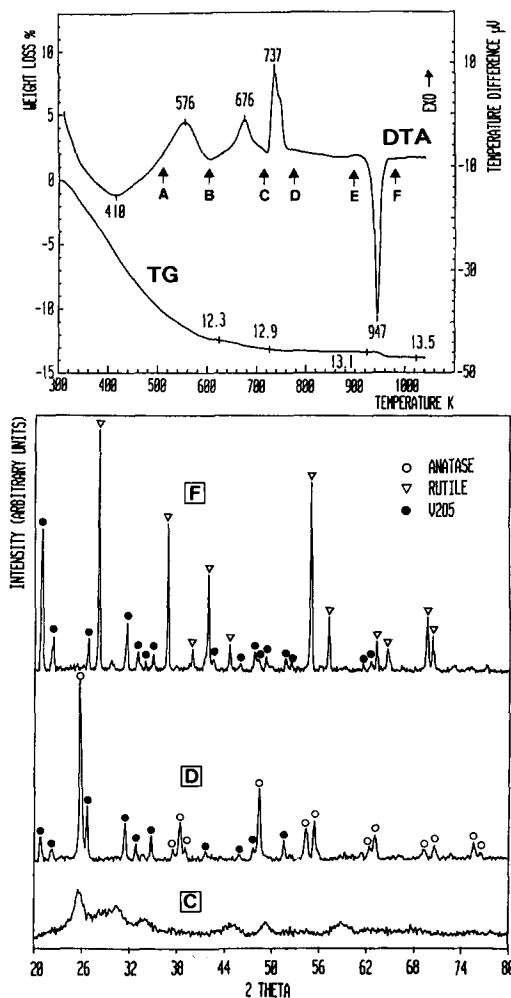 WEIGHT LOSS %
TEMPERATURE DIFFERENCE µV
10
5
0
-5
-10
-15
10
-10
-30
-50
576
676
737
EXO
DTA
A
B
C
D
E
F
410
TG
12.3
12.9
13.1
947
13.5
300
400
500
600
700
800
900
1000
TEMPERATURE K
INTENSITY (ARBITRARY UNITS)
F
ANATASE
RUTILE
V2O5
D
C
20
26
32
38
44
50
56
62
68
74
80
2 THETA